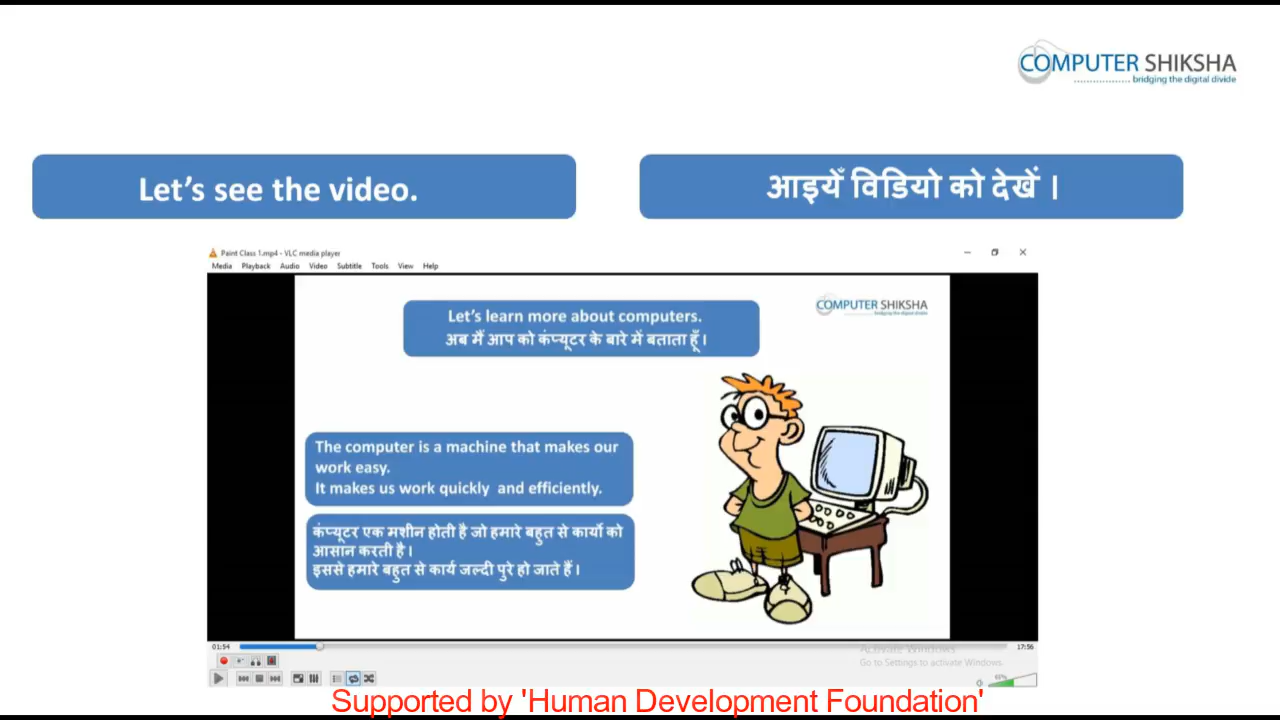 COMPUTER SHIKSHA
bridging the digital divide
Let's see the video.
आइयेँ विडियो को देखें ।
Paint Class 1.mp4 - VLC media player
Media Playback Audio Video Subtitle Tools View Help
COMPUTER SHIKSHA
bridging the digital divide
Let's learn more about computers.
अब मैं आप को कंप्यूटर के बारे में बताता हूँ ।
The computer is a machine that makes our
work easy.
It makes us work quickly and efficiently.
कंप्यूटर एक मशीन होती है जो हमारे बहुत से कार्यो को
आसान करती है ।
इससे हमारे बहुत से कार्य जल्दी पुरे हो जाते हैं ।
01:54
17:56
Activate Windows
Go to Settings to activate Windows.
Supported by 'Human Development Foundation'